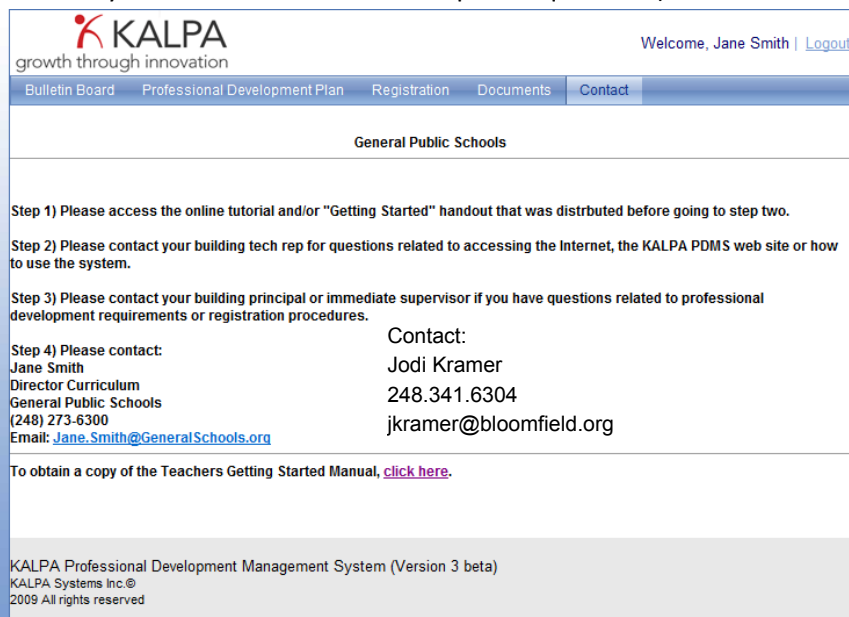 KALPA
growth through innovation
Welcome, Jane Smith | Logout
Bulletin Board Professional Development Plan Registration Documents Contact
General Public Schools
Step 1) Please access the online tutorial and/or "Getting Started" handout that was distrbuted before going to step two.
Step 2) Please contact your building tech rep for questions related to accessing the Internet, the KALPA PDMS web site or how
to use the system.
Step 3) Please contact your building principal or immediate supervisor if you have questions related to professional
development requirements or registration procedures.
Step 4) Please contact:
Jane Smith
Director Curriculum
General Public Schools
(248) 273-6300
Email: Jane.Smith@GeneralSchools.org
Contact:
Jodi Kramer
248.341.6304
jkramer@bloomfield.org
To obtain a copy of the Teachers Getting Started Manual, click here.
KALPA Professional Development Management System (Version 3 beta)
KALPA Systems Inc.©
2009 All rights reserved